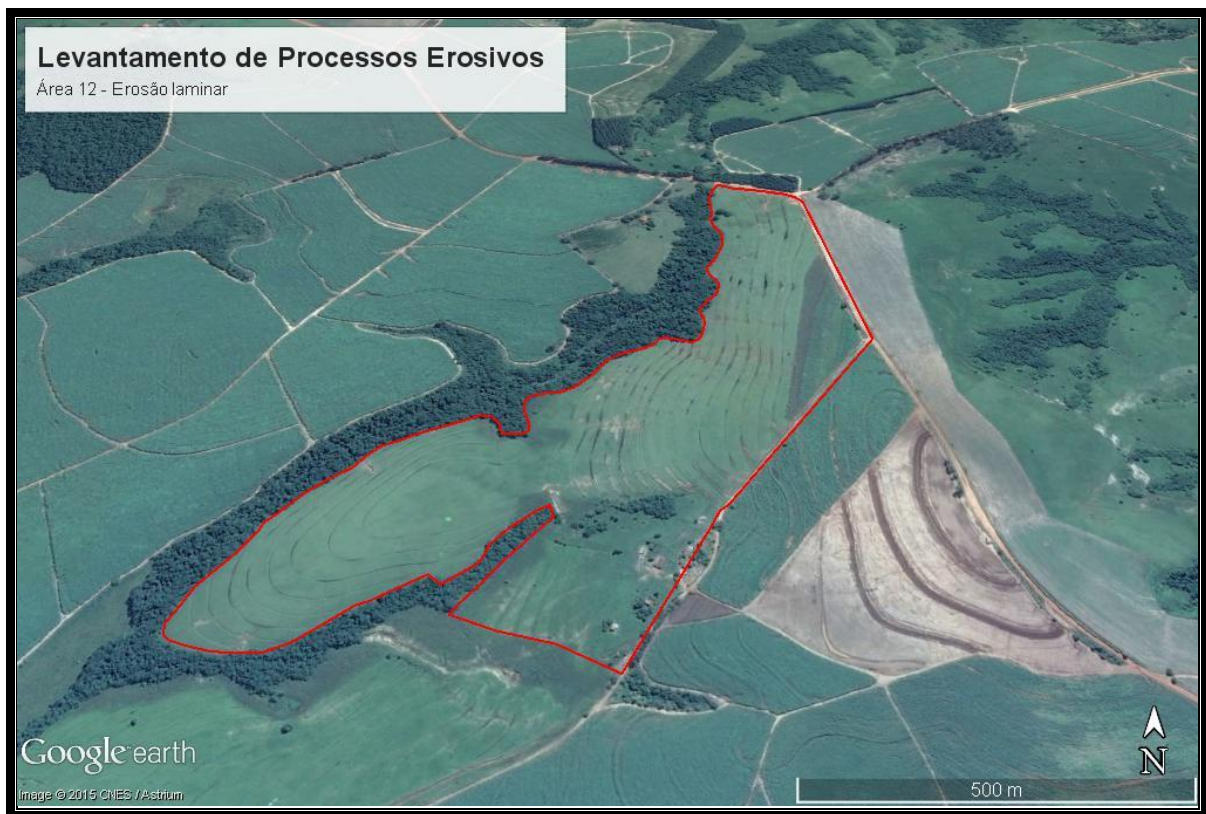 Levantamento de Processos Erosivos
Área 12 - Erosão laminar
Google earth
Image © 2015 CNES / Astrium
N
500 m